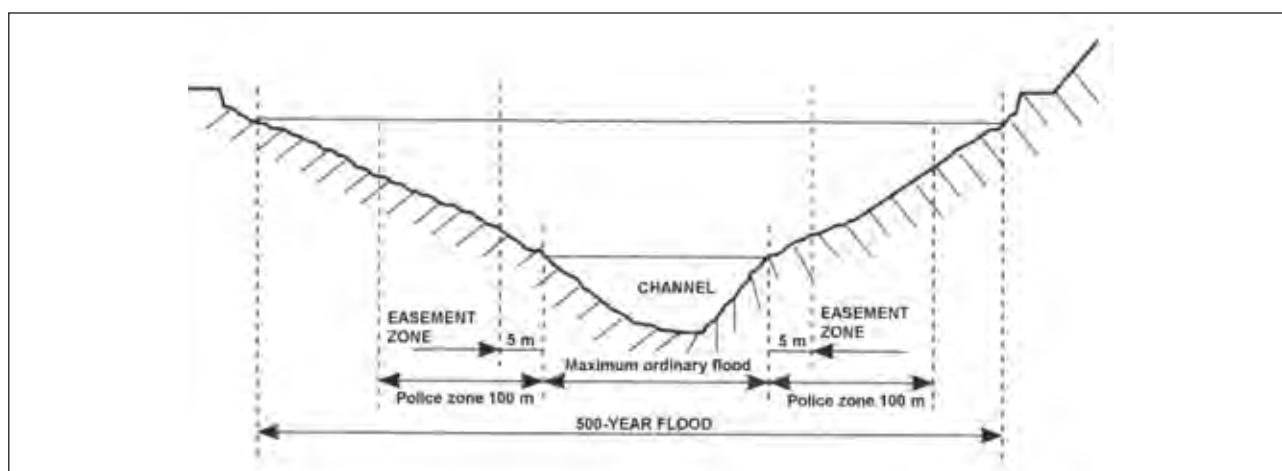 CHANNEL
EASEMENT
ZONE
5 m
5 m
EASEMENT
ZONE
Maximum ordinary flood
Police zone 100 m
Police zone 100 m
500-YEAR FLOOD